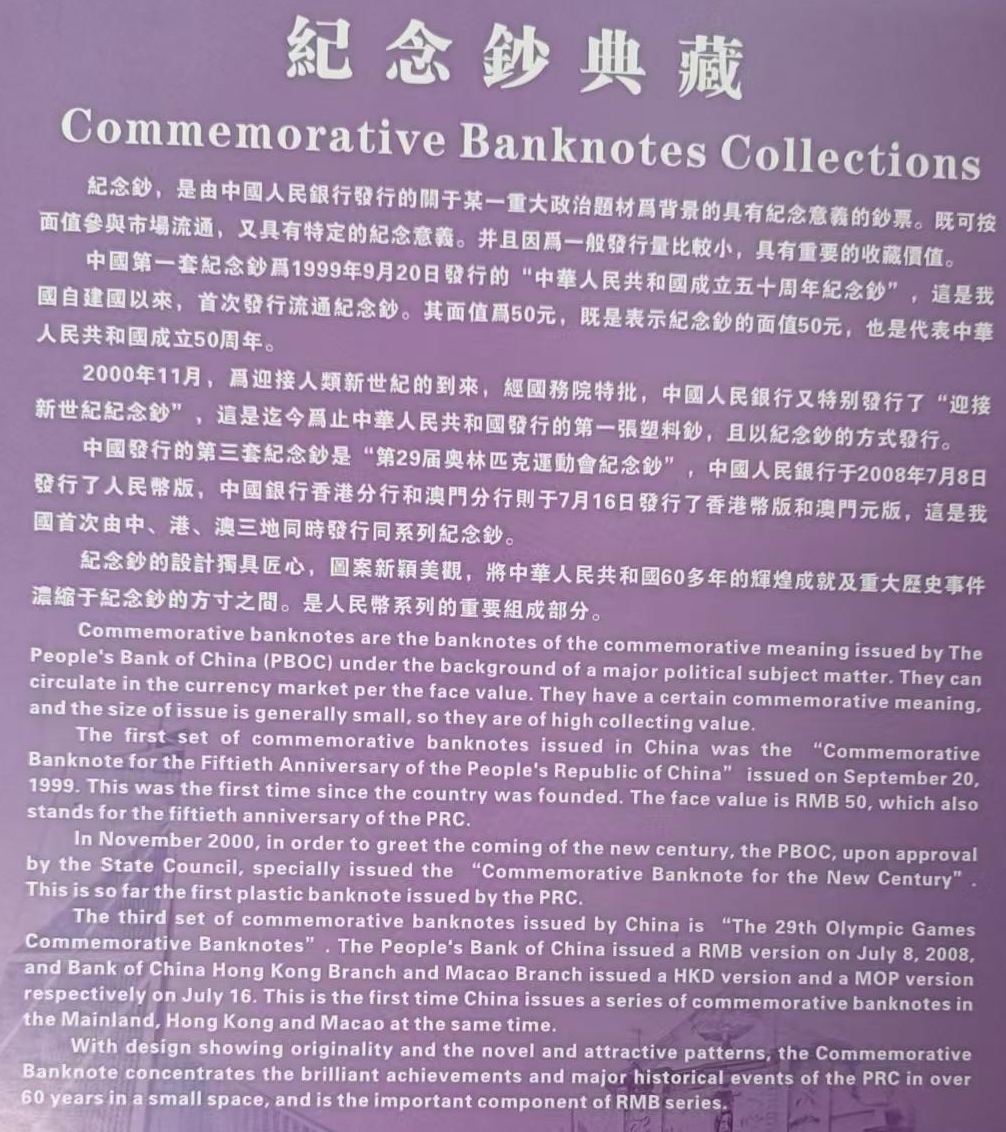 紀念鈔典藏
Commemorative Banknotes Collections
紀念鈔，是由中國人民銀行發行的關于某一重大政治題材爲背景的具有紀念意義的鈔票。既可按
面值參與市場流通，又具有特定的紀念意義。并且因爲一般發行量比較小，具有重要的收藏價值。
中國第一套紀念鈔爲1999年9月20日發行的“中華人民共和國成立五十周年紀念鈔”，這是我
國自建國以來，首次發行流通紀念鈔。其面值爲50元，既是表示紀念鈔的面值50元，也是代表中華
人民共和國成立50周年。
2000年11月，爲迎接人類新世紀的到來，經國務院特批，中國人民銀行又特别發行了“迎接
新世紀紀念鈔”，這是迄今爲止中華人民共和國發行的第一張塑料鈔，且以紀念鈔的方式發行。
中國發行的第三套紀念鈔是“第29届奥林匹克運動會紀念鈔”，中國人民銀行于2008年7月8日
發行了人民幣版，中國銀行香港分行和澳門分行則于7月16日發行了香港幣版和澳門元版，這是我
國首次由中、港、澳三地同時發行同系列紀念鈔。
紀念鈔的設計獨具匠心，圖案新穎美觀，將中華人民共和國60多年的輝煌成就及重大歷史事件
濃縮于紀念鈔的方寸之間。是人民幣系列的重要組成部分。
Commemorative banknotes are the banknotes of the commemorative meaning issued by The
People's Bank of China (PBOC) under the background of a major political subject matter. They can
circulate in the currency market per the face value. They have a certain commemorative meaning,
and the size of issue is generally small, so they are of high collecting value.
The first set of commemorative banknotes issued in China was the “Commemorative
Banknote for the Fiftieth Anniversary of the People's Republic of China” issued on September 20,
1999. This was the first time since the country was founded. The face value is RMB 50, which also
stands for the fiftieth anniversary of the PRC.
In November 2000, in order to greet the coming of the new century, the PBOC, upon approval
by the State Council, specially issued the “Commemorative Banknote for the New Century”.
This is so far the first plastic banknote issued by the PRC.
The third set of commemorative banknotes issued by China is “The 29th Olympic Games
Commemorative Banknotes”. The People's Bank of China issued a RMB version on July 8, 2008,
and Bank of China Hong Kong Branch and Macao Branch issued a HKD version and a MOP version
respectively on July 16. This is the first time China issues a series of commemorative banknotes in
the Mainland, Hong Kong and Macao at the same time.
With design showing originality and the novel and attractive patterns, the Commemorative
Banknote concentrates the brilliant achievements and major historical events of the PRC in over
60 years in a small space, and is the important component of RMB series.